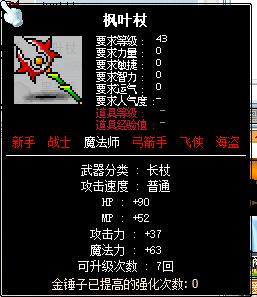 枫叶杖
要求等级: 43
要求力量: 0
要求敏捷: 0
要求智力: 0
要求运气: 0
要求人气度: -
道具等级: -
道具经验值: -
新手 战士 魔法师 弓箭手 飞侠 海盗
武器分类: 长杖
攻击速度: 普通
HP: +90
MP: +52
攻击力: +37
魔法力: +63
可升级次数: 7回
金锤子已提高的强化次数: 0